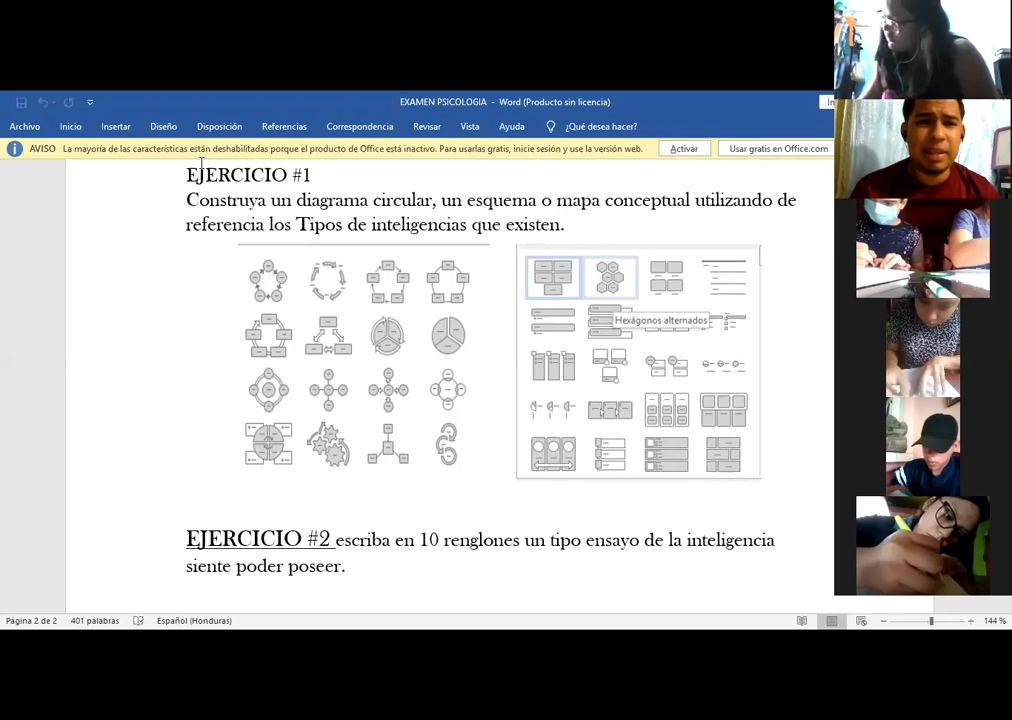 EXAMEN PSICOLOGIA - Word (Producto sin licencia)
Archivo Inicio Insertar Diseño Disposición Referencias Correspondencia Revisar Vista Ayuda ¿Qué desea hacer?
AVISO La mayoría de las características están deshabilitadas porque el producto de Office está inactivo. Para usarlas gratis, inicie sesión y use la versión web. Activar Usar gratis en Office.com
EJERCICIO #1
Construya un diagrama circular, un esquema o mapa conceptual utilizando de
referencia los Tipos de inteligencias que existen.
Hexágonos alternados
EJERCICIO #2 escriba en 10 renglones un tipo ensayo de la inteligencia
siente poder poseer.
Página 2 de 2 401 palabras Español (Honduras) 144 %